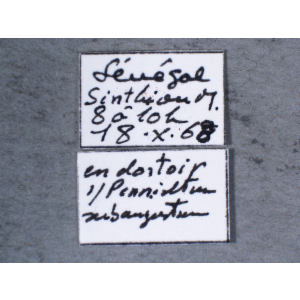 Sénégal
Sinthiou M.
8 à 10h
18.X.68
en dortoir
s/Pennisetum
subangustum